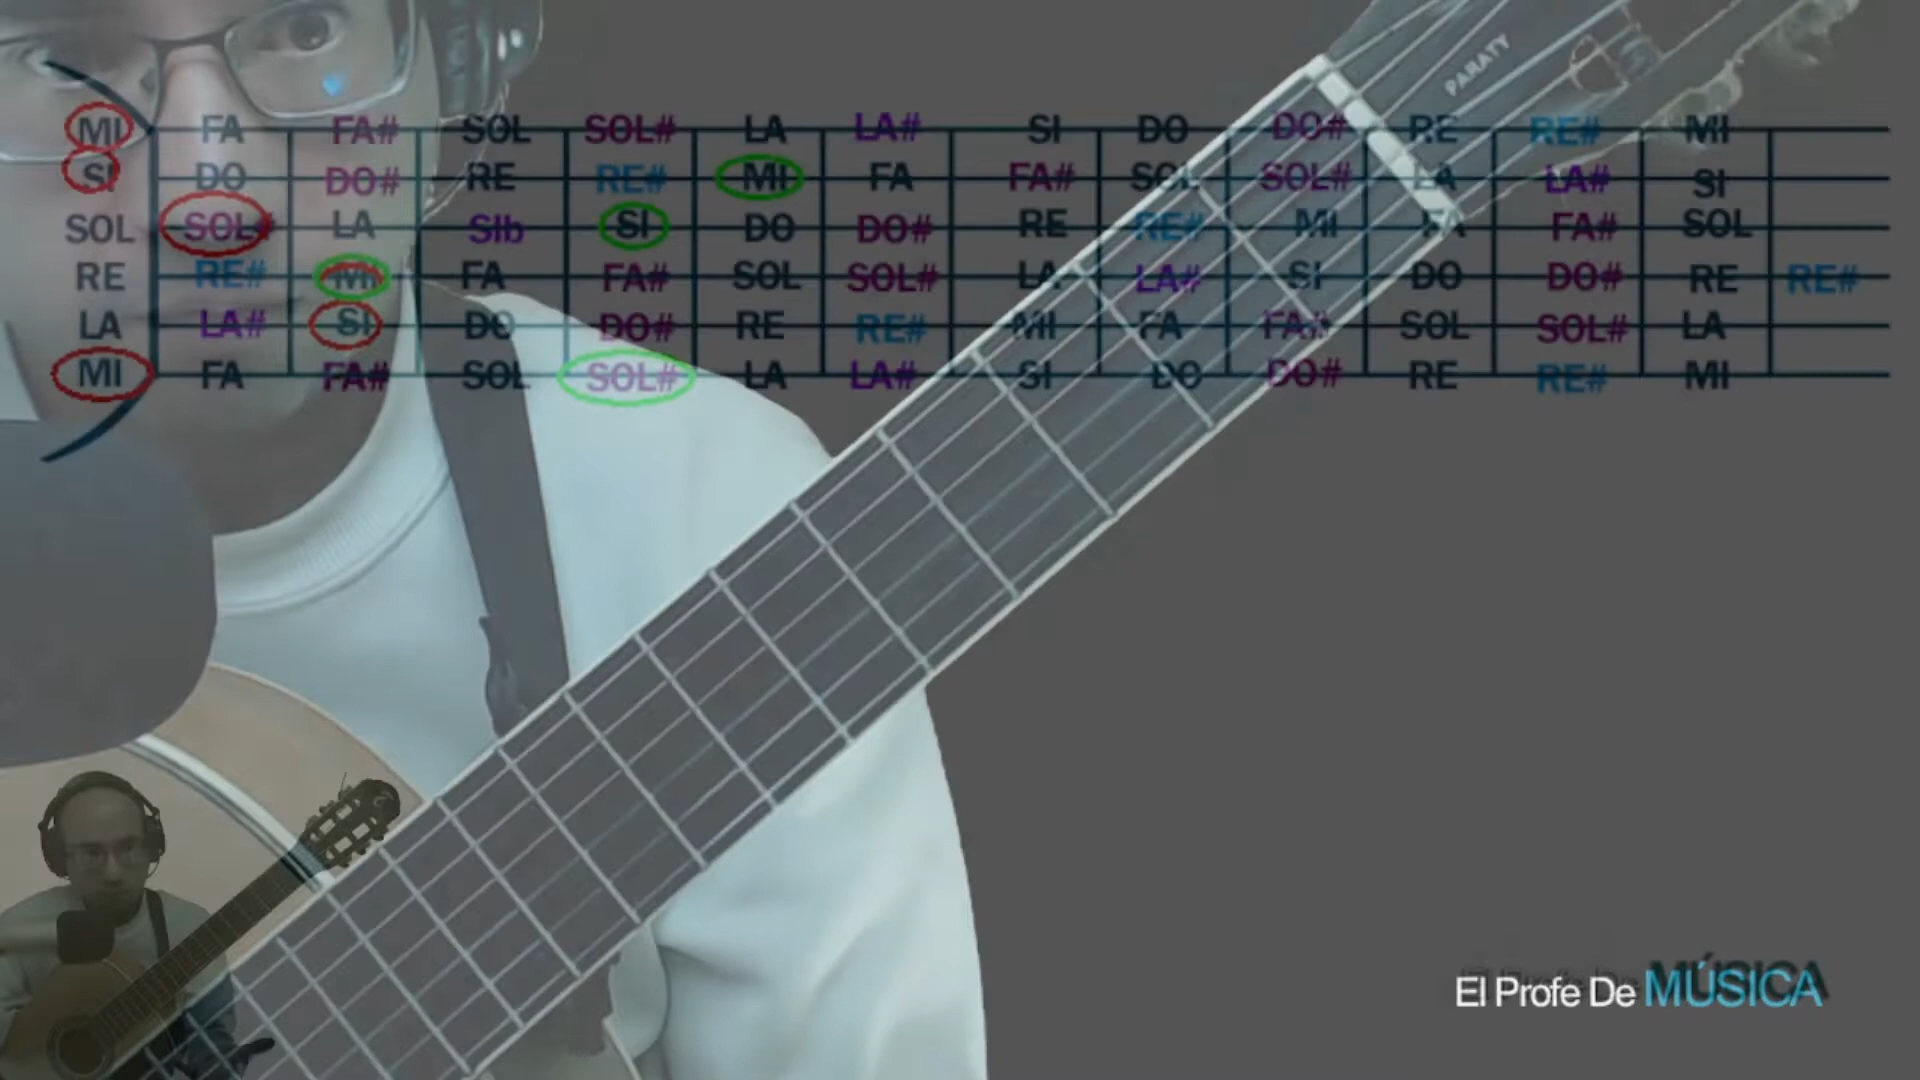 PARATY
MI FA FA# SOL SOL# LA LA# SI DO DO# RE RE# MI
SI DO DO# RE RE# MI FA FA# SOL SOL# LA LA# SI
SOL SOL# LA SIb SI DO DO# RE RE# MI FA FA# SOL
RE RE# MI FA FA# SOL SOL# LA LA# SI DO DO# RE RE#
LA LA# SI DO DO# RE RE# MI FA FA# SOL SOL# LA
MI FA FA# SOL SOL# LA LA# SI DO DO# RE RE# MI
El Profe De MÚSICA